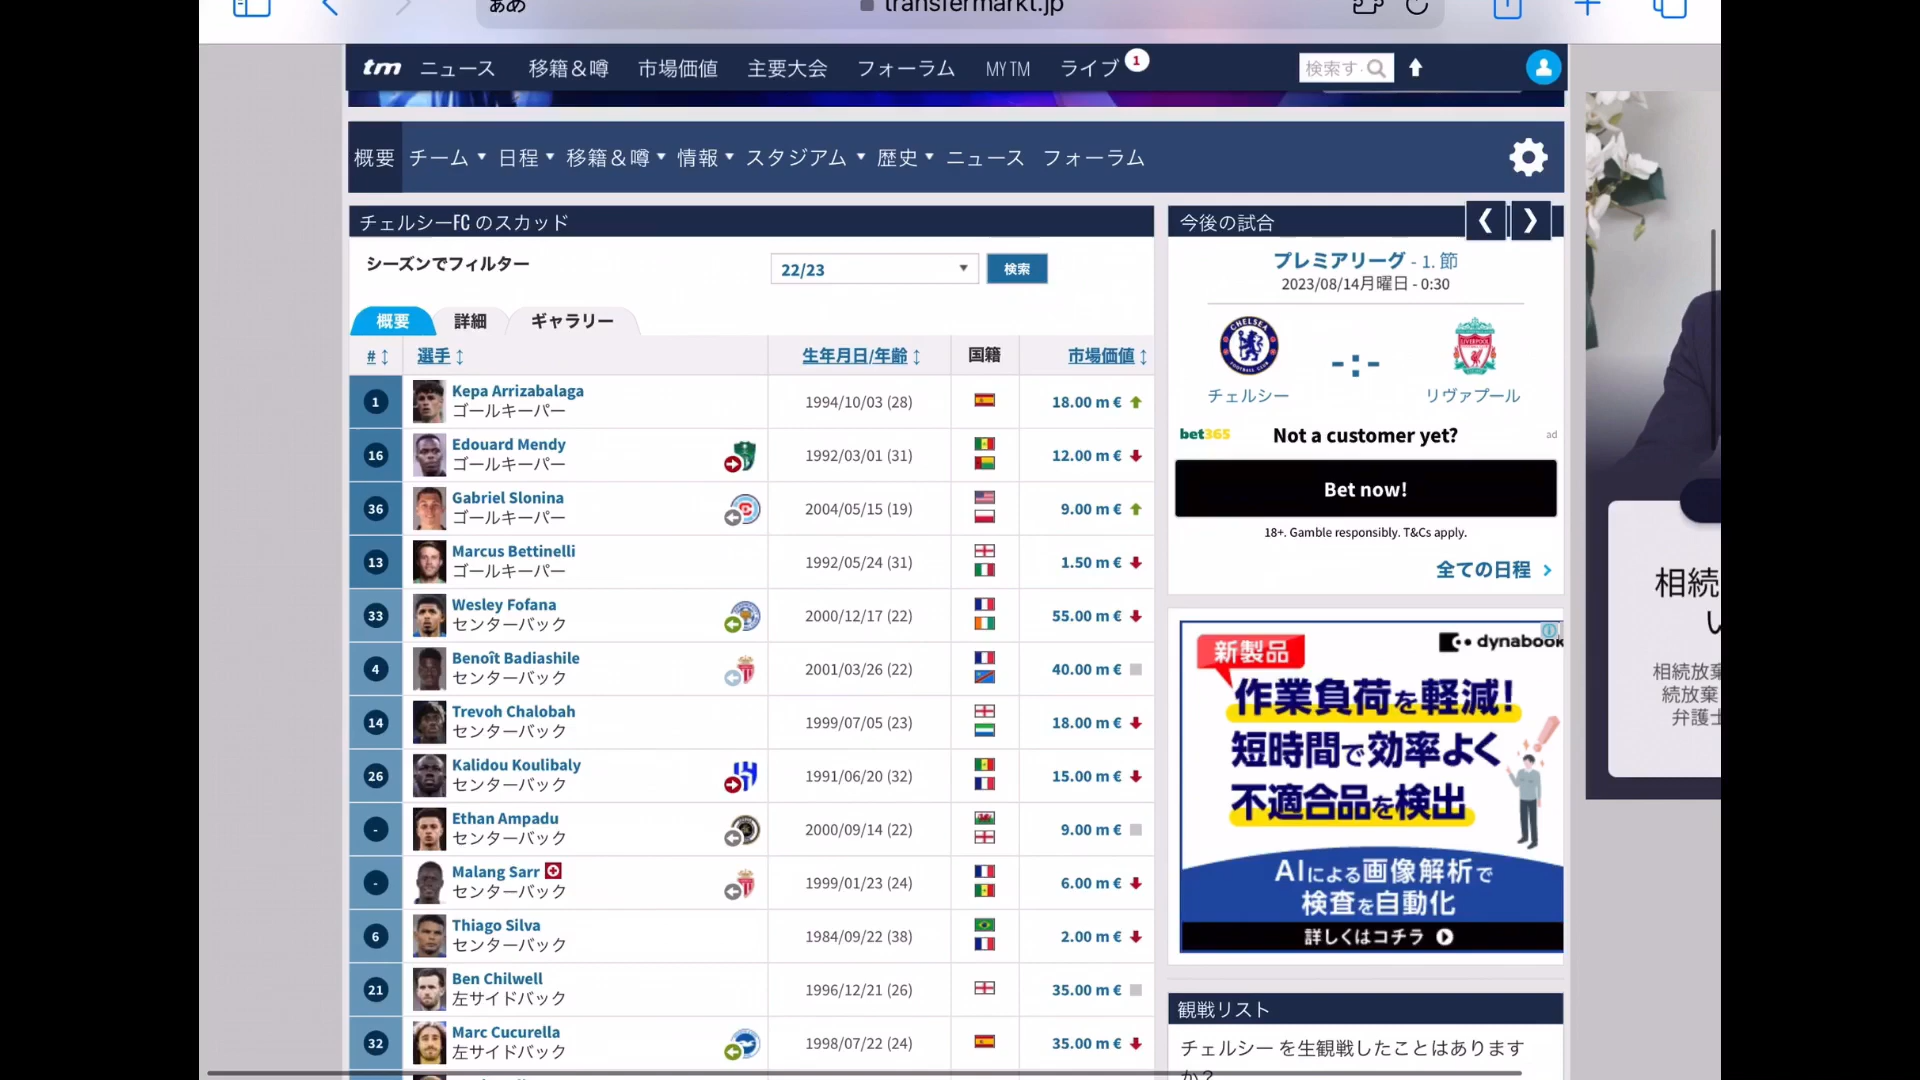 ああ
transfermarkt.jp
tm ニュース 移籍&噂 市場価値 主要大会 フォーラム MY TM ライブ 1 検索す
概要 チーム 日程 移籍&噂 情報 スタジアム 歴史 ニュース フォーラム
チェルシーFC のスカッド
シーズンでフィルター 22/23 検索
概要 詳細 ギャラリー
# 選手 生年月日/年齢 国籍 市場価値
1 Kepa Arrizabalaga
ゴールキーパー 1994/10/03 (28) 18.00 m €
16 Edouard Mendy
ゴールキーパー 1992/03/01 (31) 12.00 m €
36 Gabriel Slonina
ゴールキーパー 2004/05/15 (19) 9.00 m €
13 Marcus Bettinelli
ゴールキーパー 1992/05/24 (31) 1.50 m €
33 Wesley Fofana
センターバック 2000/12/17 (22) 55.00 m €
4 Benoît Badiashile
センターバック 2001/03/26 (22) 40.00 m €
14 Trevoh Chalobah
センターバック 1999/07/05 (23) 18.00 m €
26 Kalidou Koulibaly
センターバック 1991/06/20 (32) 15.00 m €
- Ethan Ampadu
センターバック 2000/09/14 (22) 9.00 m €
- Malang Sarr
センターバック 1999/01/23 (24) 6.00 m €
6 Thiago Silva
センターバック 1984/09/22 (38) 2.00 m €
21 Ben Chilwell
左サイドバック 1996/12/21 (26) 35.00 m €
32 Marc Cucurella
左サイドバック 1998/07/22 (24) 35.00 m €
今後の試合
プレミアリーグ - 1. 節
2023/08/14月曜日 - 0:30
-:-
チェルシー リヴァプール
bet365 Not a customer yet? ad
Bet now!
18+. Gamble responsibly. T&Cs apply.
全ての日程
新製品 dynabook
作業負荷を軽減!
短時間で効率よく
不適合品を検出
AIによる画像解析で
検査を自動化
詳しくはコチラ
観戦リスト
チェルシー を生観戦したことはあります
か?
相続
い
相続放棄
続放棄
弁護士